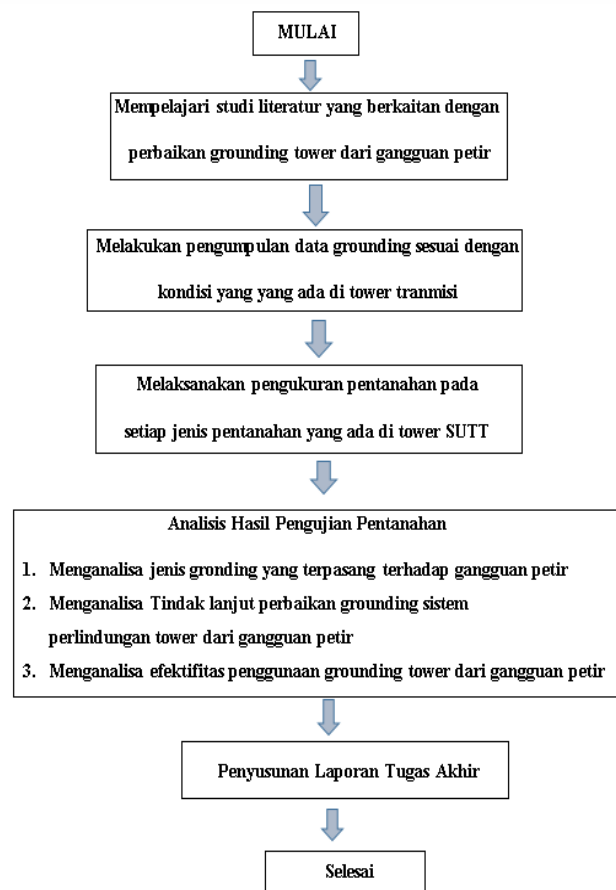 MULAI
Mempelajari studi literatur yang berkaitan dengan
perbaikan grounding tower dari gangguan petir
Melakukan pengumpulan data grounding sesuai dengan
kondisi yang yang ada di tower tranmisi
Melaksanakan pengukuran pentanahan pada
setiap jenis pentanahan yang ada di tower SUTT
Analisis Hasil Pengujian Pentanahan
1. Menganalisa jenis gronding yang terpasang terhadap gangguan petir
2. Menganalisa Tindak lanjut perbaikan grounding sistem
perlindungan tower dari gangguan petir
3. Menganalisa efektifitas penggunaan grounding tower dari gangguan petir
Penyusunan Laporan Tugas Akhir
Selesai